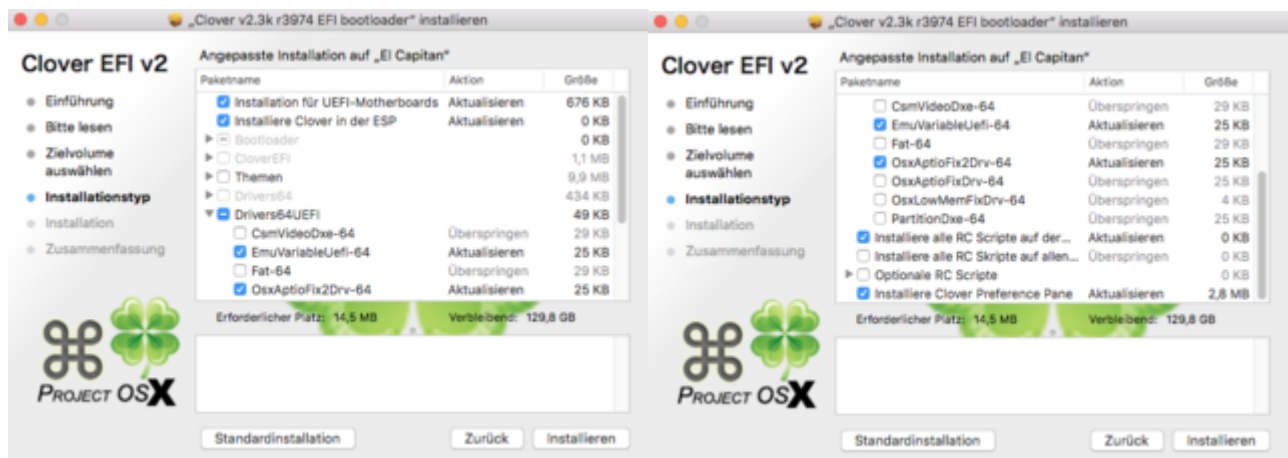 „Clover v2.3k r3974 EFI bootloader“ installieren
Clover EFI v2
Einführung
Bitte lesen
Zielvolume
auswählen
Installationstyp
Installation
Zusammenfassung
Angepasste Installation auf „El Capitan“
Paketname Aktion Größe
Installation für UEFI-Motherboards Aktualisieren 676 KB
Installiere Clover in der ESP Aktualisieren 0 KB
Bootloader 0 KB
CloverEFI 1,1 MB
Themen 9,9 MB
Drivers64 434 KB
Drivers64UEFI 49 KB
CsmVideoDxe-64 Überspringen 29 KB
EmuVariableUefi-64 Aktualisieren 25 KB
Fat-64 Überspringen 29 KB
OsxAptioFix2Drv-64 Aktualisieren 25 KB
Erforderlicher Platz: 14,5 MB Verbleibend: 129,8 GB
PROJECT OSX
Standardinstallation Zurück Installieren
„Clover v2.3k r3974 EFI bootloader“ installieren
Clover EFI v2
Einführung
Bitte lesen
Zielvolume
auswählen
Installationstyp
Installation
Zusammenfassung
Angepasste Installation auf „El Capitan“
Paketname Aktion Größe
CsmVideoDxe-64 Überspringen 29 KB
EmuVariableUefi-64 Aktualisieren 25 KB
Fat-64 Überspringen 29 KB
OsxAptioFix2Drv-64 Aktualisieren 25 KB
OsxAptioFixDrv-64 Überspringen 25 KB
OsxLowMemFixDrv-64 Überspringen 4 KB
PartitionDxe-64 Überspringen 25 KB
Installiere alle RC Scripte auf der... Aktualisieren 0 KB
Installiere alle RC Skripte auf allen... Überspringen 0 KB
Optionale RC Scripte 0 KB
Installiere Clover Preference Pane Aktualisieren 2,8 MB
Erforderlicher Platz: 14,5 MB Verbleibend: 129,8 GB
PROJECT OSX
Standardinstallation Zurück Installieren